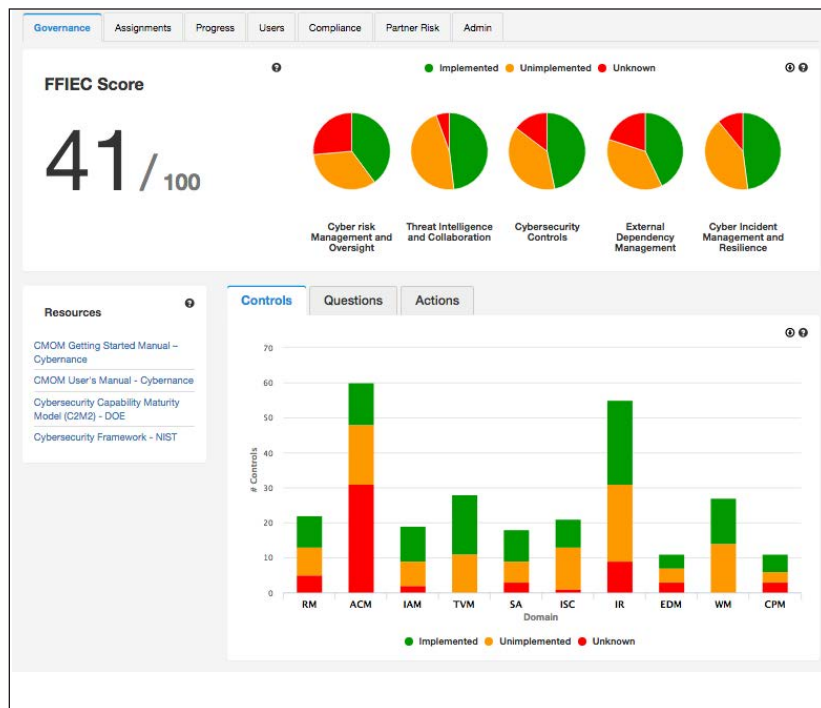 Governance
Assignments
Progress
Users
Compliance
Partner Risk
Admin
FFIEC Score
41 / 100
Implemented
Unimplemented
Unknown
Cyber risk
Management and
Oversight
Threat Intelligence
and Collaboration
Cybersecurity
Controls
External
Dependency
Management
Cyber Incident
Management and
Resilience
Resources
CMOM Getting Started Manual –
Cybernance
CMOM User's Manual - Cybernance
Cybersecurity Capability Maturity
Model (C2M2) - DOE
Cybersecurity Framework - NIST
Controls
Questions
Actions
# Controls
70
60
50
40
30
20
10
0
RM
ACM
IAM
TVM
SA
ISC
IR
EDM
WM
CPM
Domain
Implemented
Unimplemented
Unknown